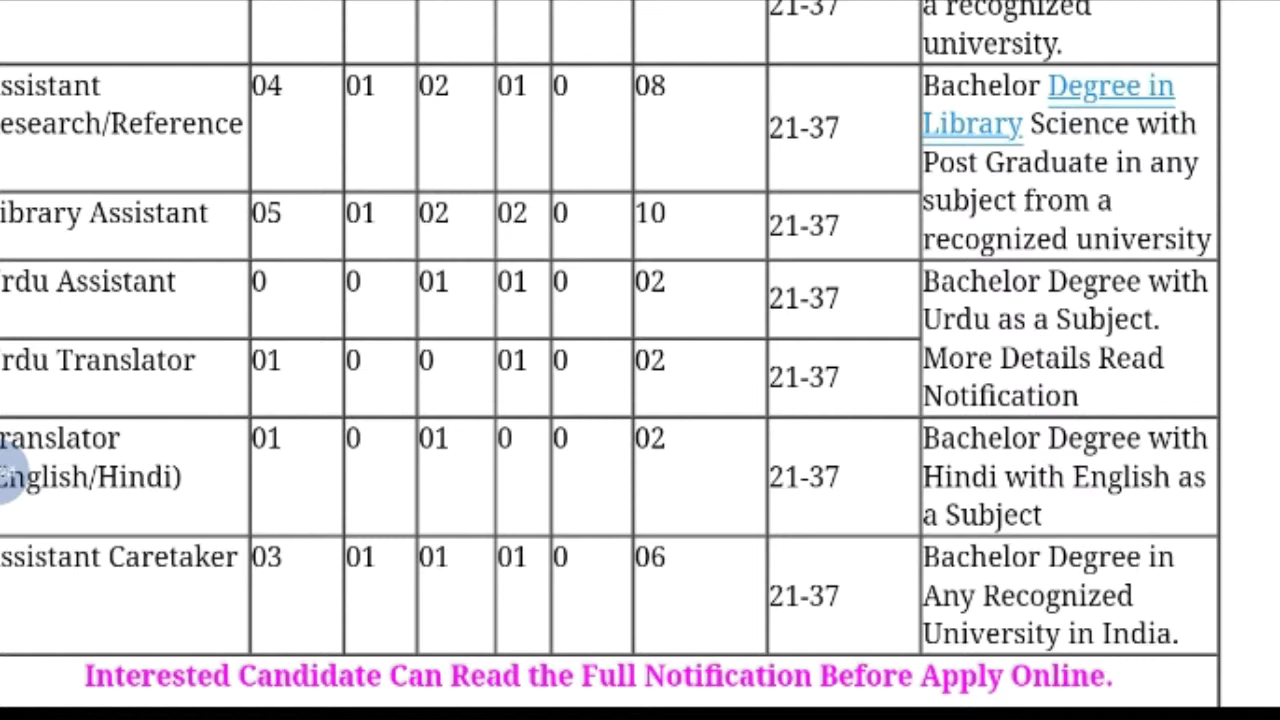 21-37
a recognized
university.
ssistant
esearch/Reference
04 01 02 01 0 08
21-37
Bachelor Degree in
Library Science with
Post Graduate in any
subject from a
recognized university
ibrary Assistant
05 01 02 02 0 10
21-37
rdu Assistant
0 0 01 01 0 02
21-37
Bachelor Degree with
Urdu as a Subject.
More Details Read
Notification
rdu Translator
01 0 0 01 0 02
21-37
ranslator
English/Hindi)
01 0 01 0 0 02
21-37
Bachelor Degree with
Hindi with English as
a Subject
ssistant Caretaker
03 01 01 01 0 06
21-37
Bachelor Degree in
Any Recognized
University in India.
Interested Candidate Can Read the Full Notification Before Apply Online.